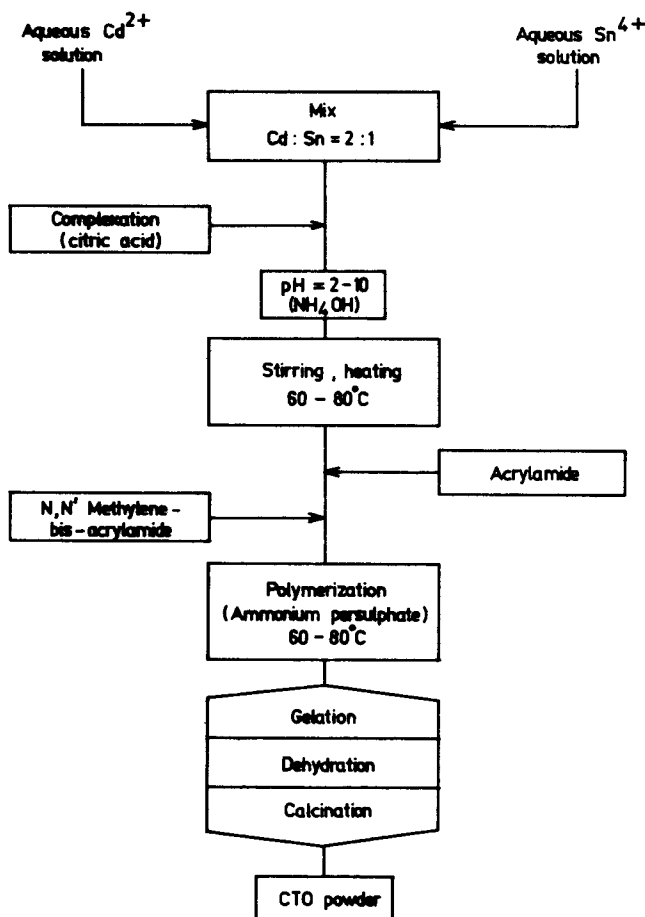 Aqueous Cd²⁺
solution
Aqueous Sn⁴⁺
solution
Mix
Cd : Sn = 2 : 1
Complexation
(citric acid)
pH = 2-10
(NH₄OH)
Stirring , heating
60 - 80°C
Acrylamide
N,N' Methylene-
bis-acrylamide
Polymerization
(Ammonium persulphate)
60 - 80°C
Gelation
Dehydration
Calcination
CTO powder